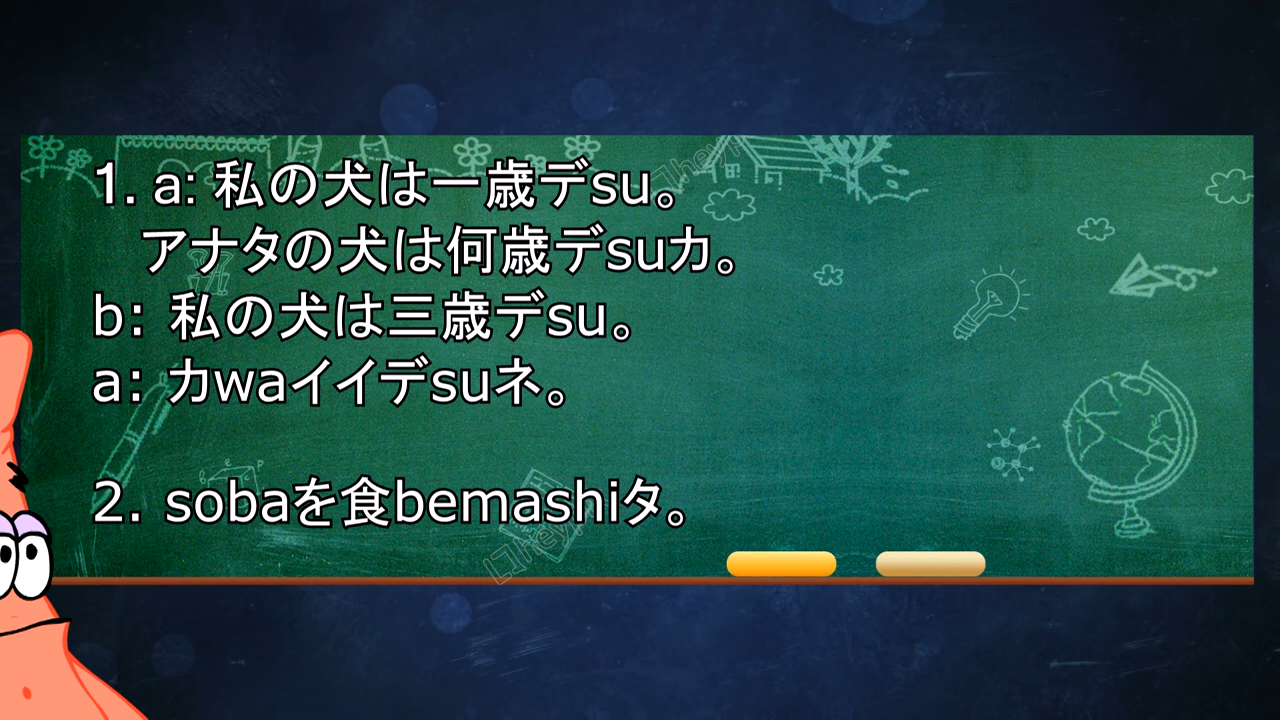 1. a: 私の犬は一歳デsu。
アナタの犬は何歳デsuカ。
b: 私の犬は三歳デsu。
a: カwaイイデsuネ。
2. sobaを食bemashiタ。